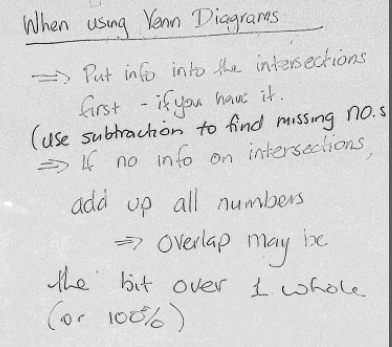 When using Venn Diagrams
=> Put info into the intersections
first - if you have it.
(use subtraction to find missing no.s
=> If no info on intersections,
add up all numbers
=> overlap may be
the bit over 1 whole
(or 100%)